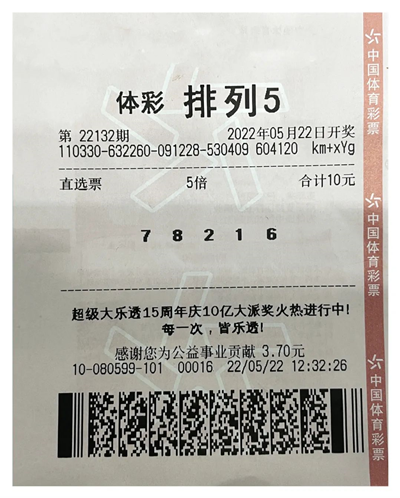 体彩 排列5
第 22132期 2022年05月22日开奖
110330-632260-091228-530409 604120 km+xYg
直选票 5倍 合计10元
7 8 2 1 6
超级大乐透15周年庆10亿大派奖火热进行中!
每一次,皆乐透!
感谢您为公益事业贡献 3.70元
10-080599-101 00016 22/05/22 12:32:26
中国体育彩票
中国体育彩票
中国体育彩票